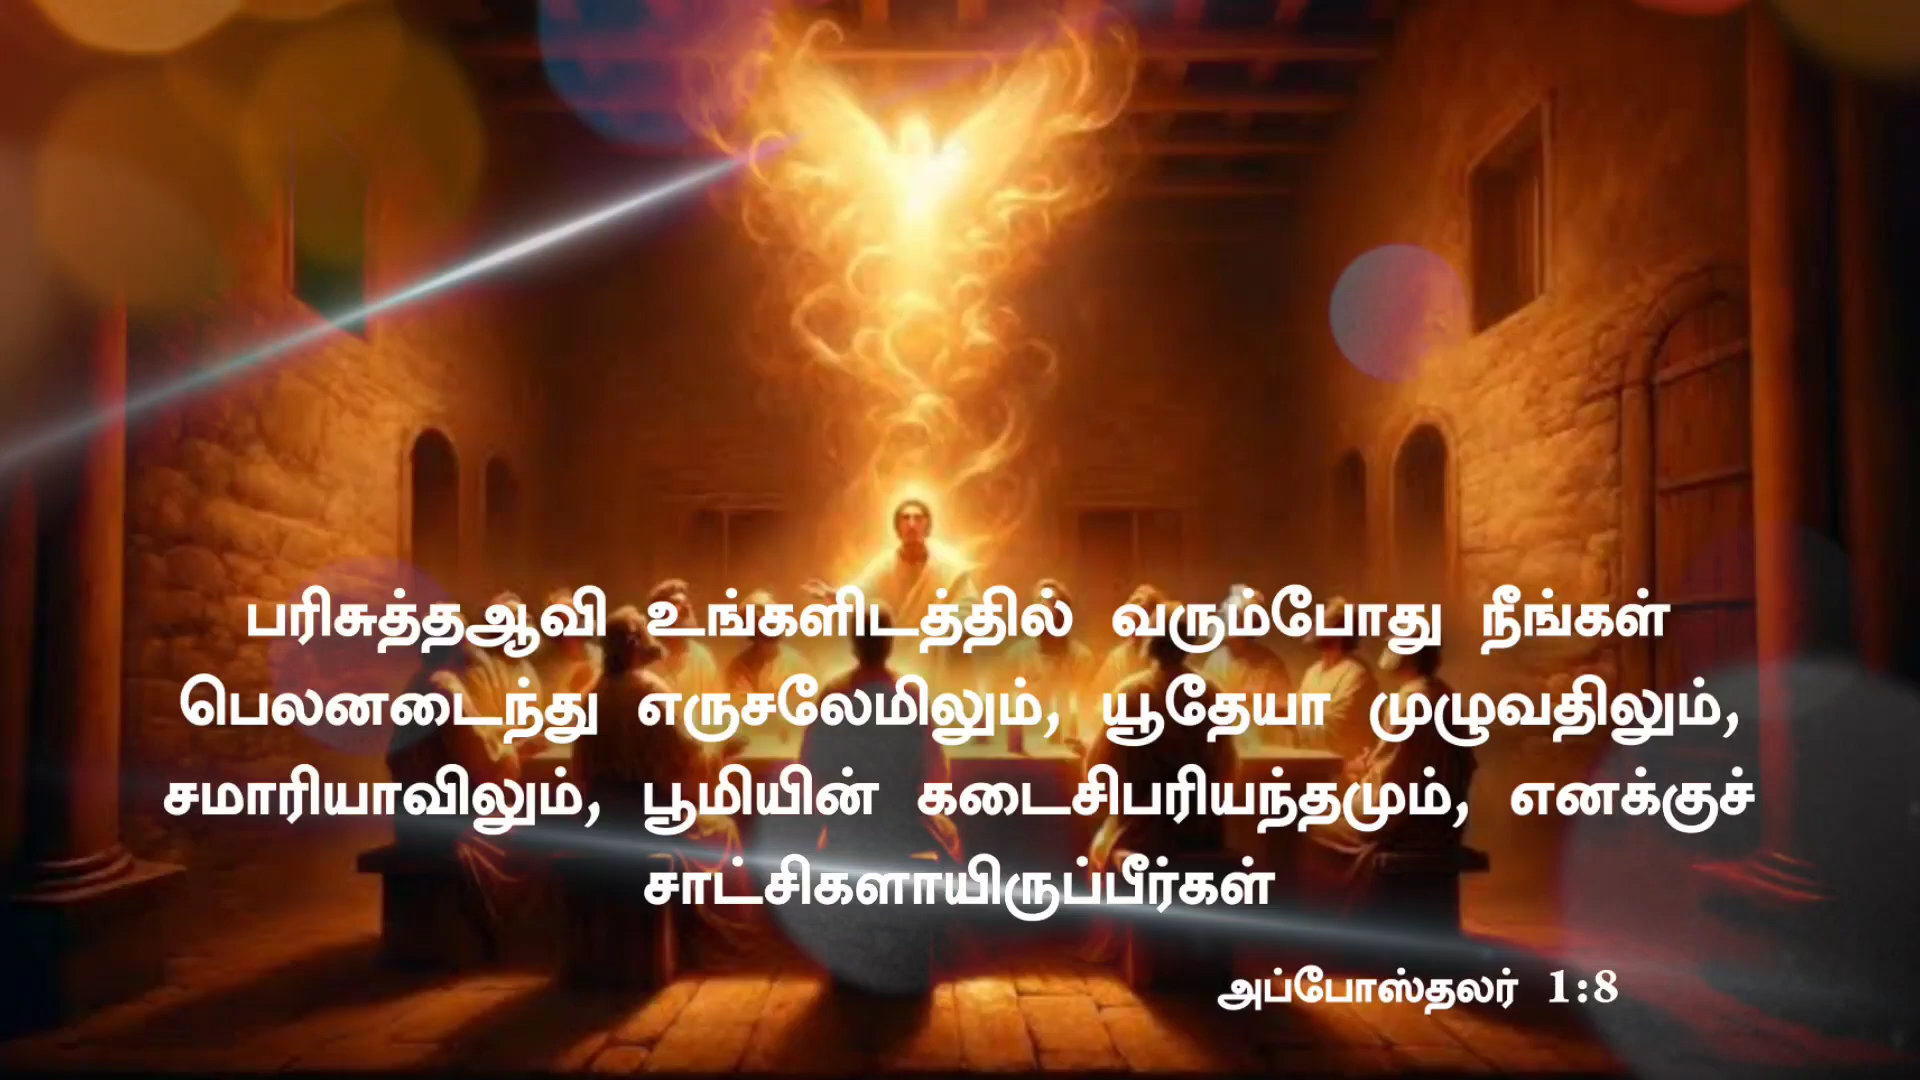 பரிசுத்தஆவி உங்களிடத்தில் வரும்போது நீங்கள்
பெலனடைந்து எருசலேமிலும், யூதேயா முழுவதிலும்,
சமாரியாவிலும், பூமியின் கடைசிபரியந்தமும், எனக்குச்
சாட்சிகளாயிருப்பீர்கள்
அப்போஸ்தலர் 1:8